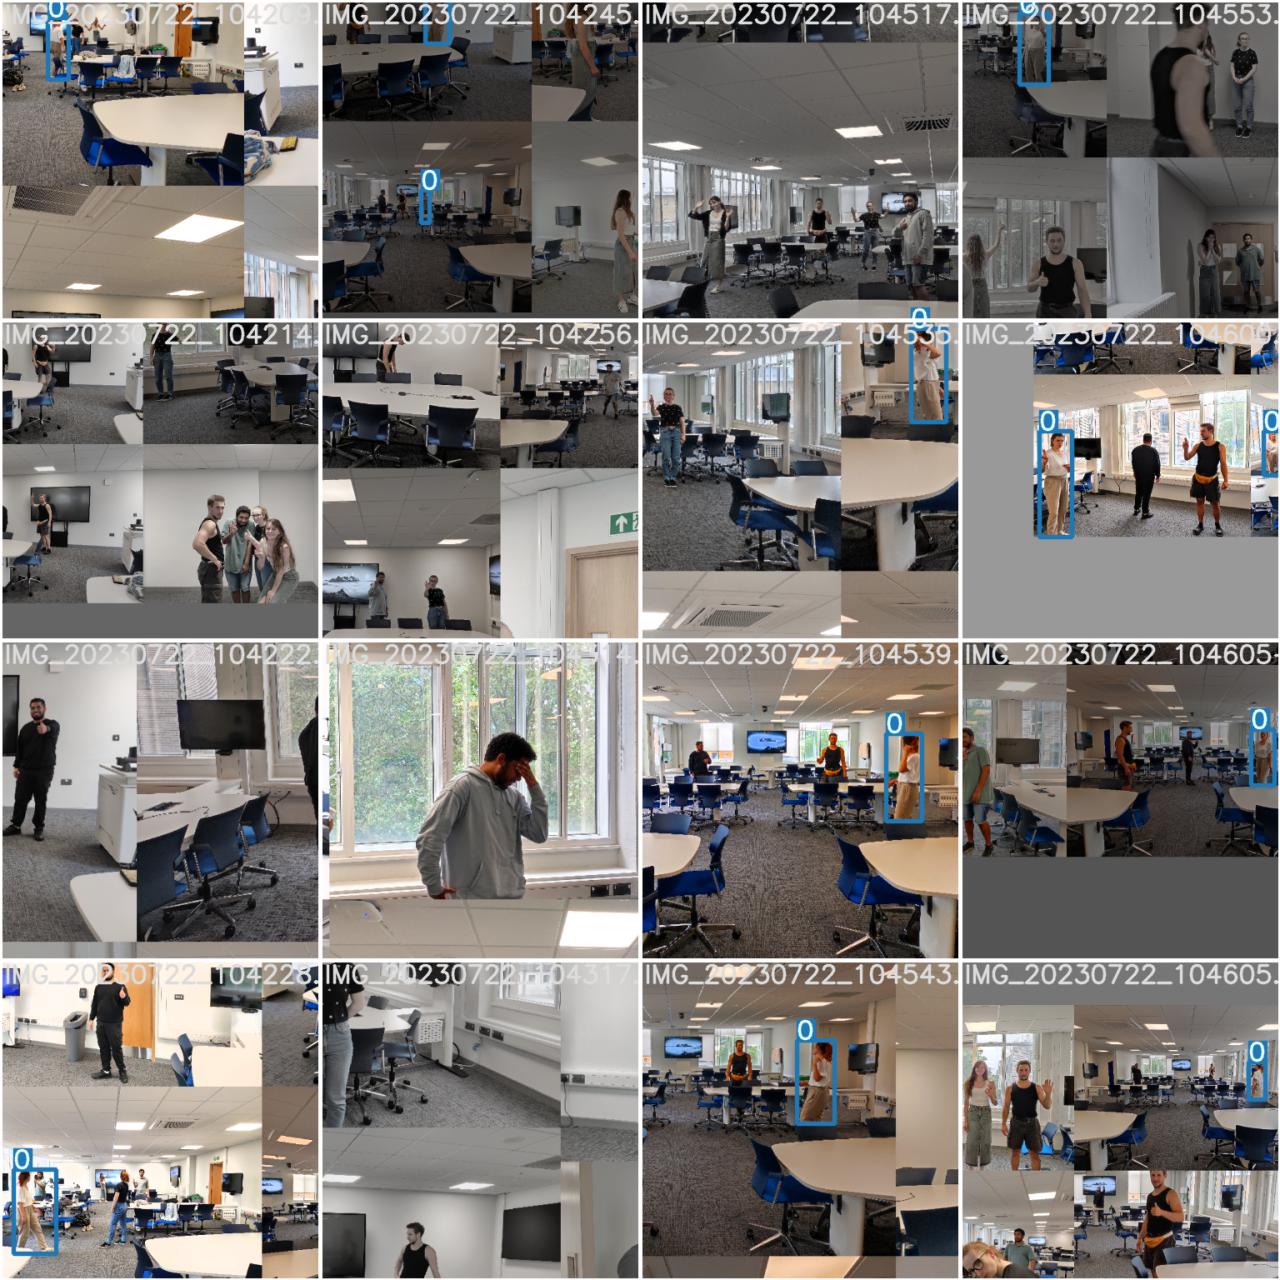 IMG_20230722_104209.
IMG_20230722_104245.
IMG_20230722_104517.
IMG_20230722_104553.
0
0
0
IMG_20230722_104214.
IMG_20230722_104256.
IMG_20230722_104535.
0
0
0
IMG_20230722_104222.
IMG_20230722_104539.
IMG_20230722_104605-
0
0
IMG_20230722_104228.
IMG_20230722_104317.
IMG_20230722_104543.
IMG_20230722_104605.
0
0
0